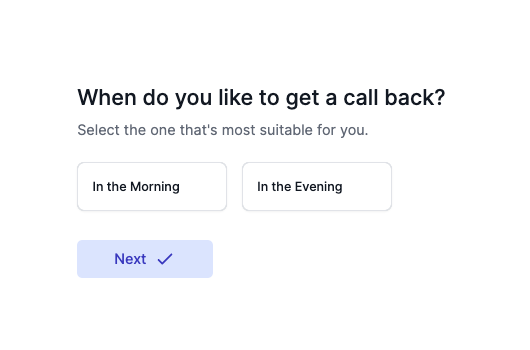 When do you like to get a call back?
Select the one that's most suitable for you.
In the Morning
In the Evening
Next